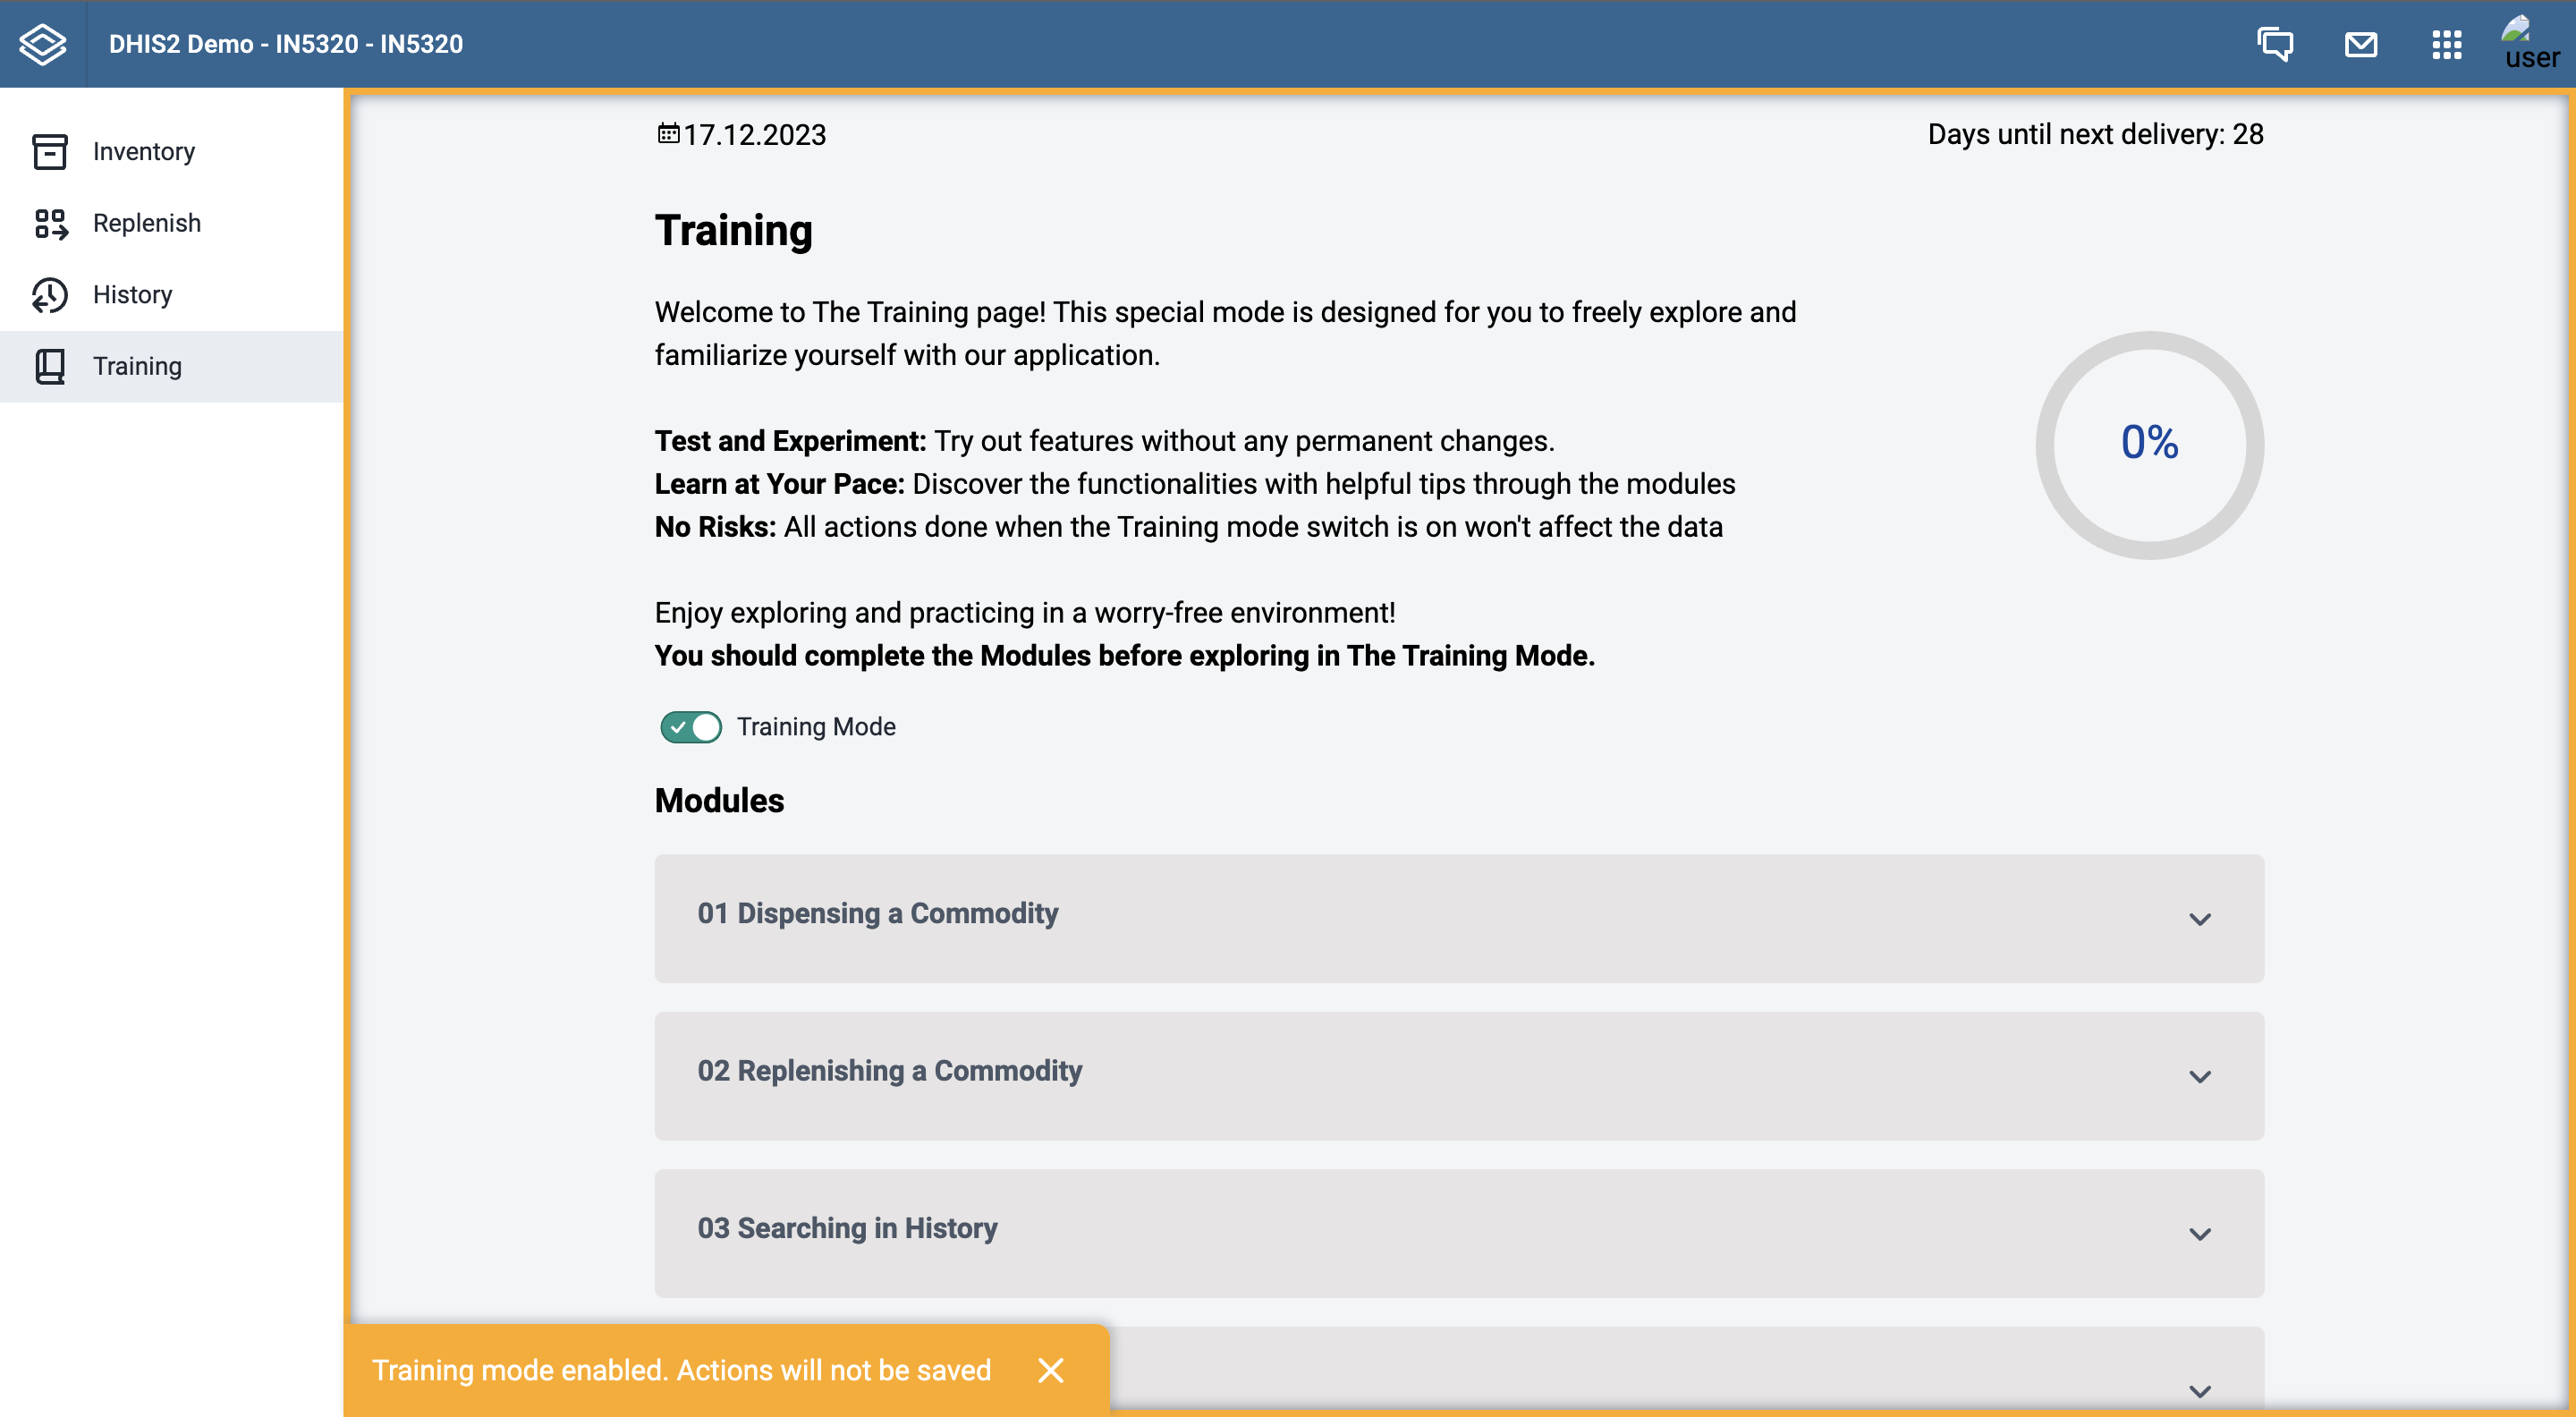 DHIS2 Demo - IN5320 - IN5320
user
Inventory
Replenish
History
Training
17.12.2023
Days until next delivery: 28
Training
Welcome to The Training page! This special mode is designed for you to freely explore and
familiarize yourself with our application.
Test and Experiment: Try out features without any permanent changes.
Learn at Your Pace: Discover the functionalities with helpful tips through the modules
No Risks: All actions done when the Training mode switch is on won't affect the data
0%
Enjoy exploring and practicing in a worry-free environment!
You should complete the Modules before exploring in The Training Mode.
Training Mode
Modules
01 Dispensing a Commodity
02 Replenishing a Commodity
03 Searching in History
Training mode enabled. Actions will not be saved